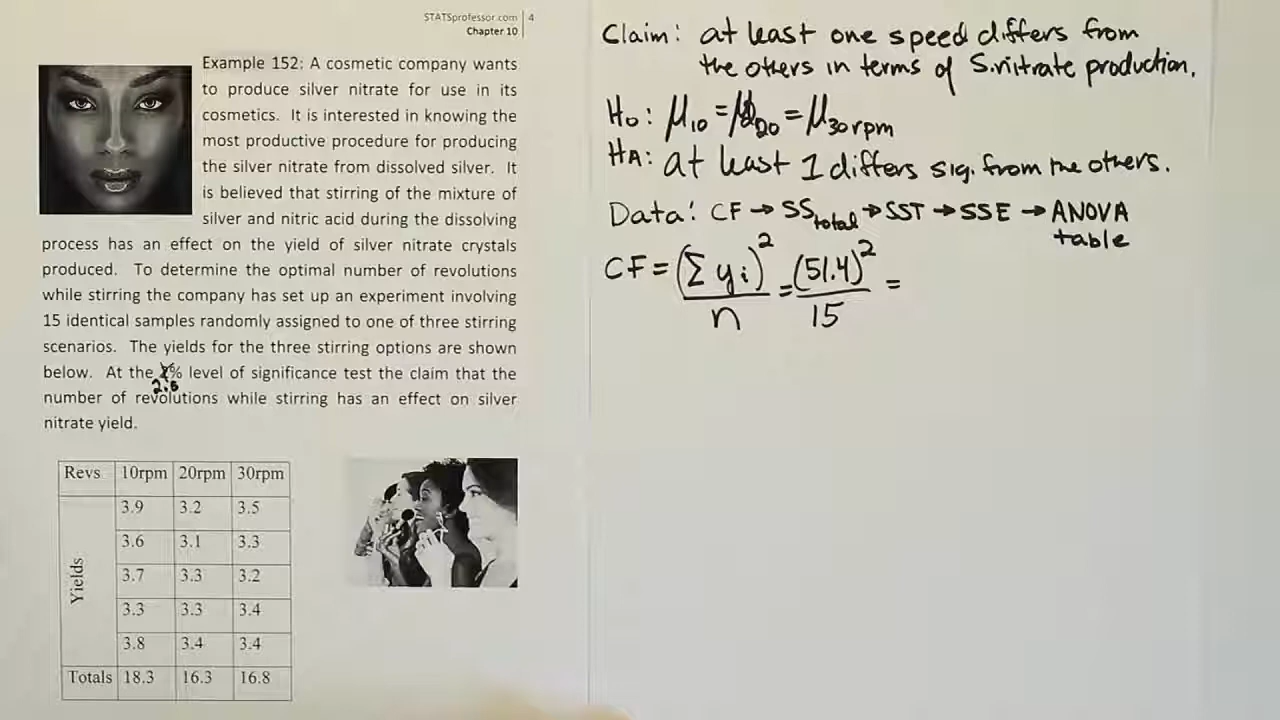 STATSprofessor.com 4
Chapter 10
Example 152: A cosmetic company wants
to produce silver nitrate for use in its
cosmetics. It is interested in knowing the
most productive procedure for producing
the silver nitrate from dissolved silver. It
is believed that stirring of the mixture of
silver and nitric acid during the dissolving
process has an effect on the yield of silver nitrate crystals
produced. To determine the optimal number of revolutions
while stirring the company has set up an experiment involving
15 identical samples randomly assigned to one of three stirring
scenarios. The yields for the three stirring options are shown
below. At the % level of significance test the claim that the
2.5
number of revolutions while stirring has an effect on silver
nitrate yield.
Revs 10rpm 20rpm 30rpm
Yields
3.9 3.2 3.5
3.6 3.1 3.3
3.7 3.3 3.2
3.3 3.3 3.4
3.8 3.4 3.4
Totals 18.3 16.3 16.8
Claim: at least one speed differs from
the others in terms of S.nitrate production.
H₀: μ₁₀ = μ₂₀ = μ₃₀rpm
HA: at least 1 differs sig. from the others.
Data: CF → SStotal → SST → SSE → ANOVA
table
CF = (Σ yi)² / n = (51.4)² / 15 =